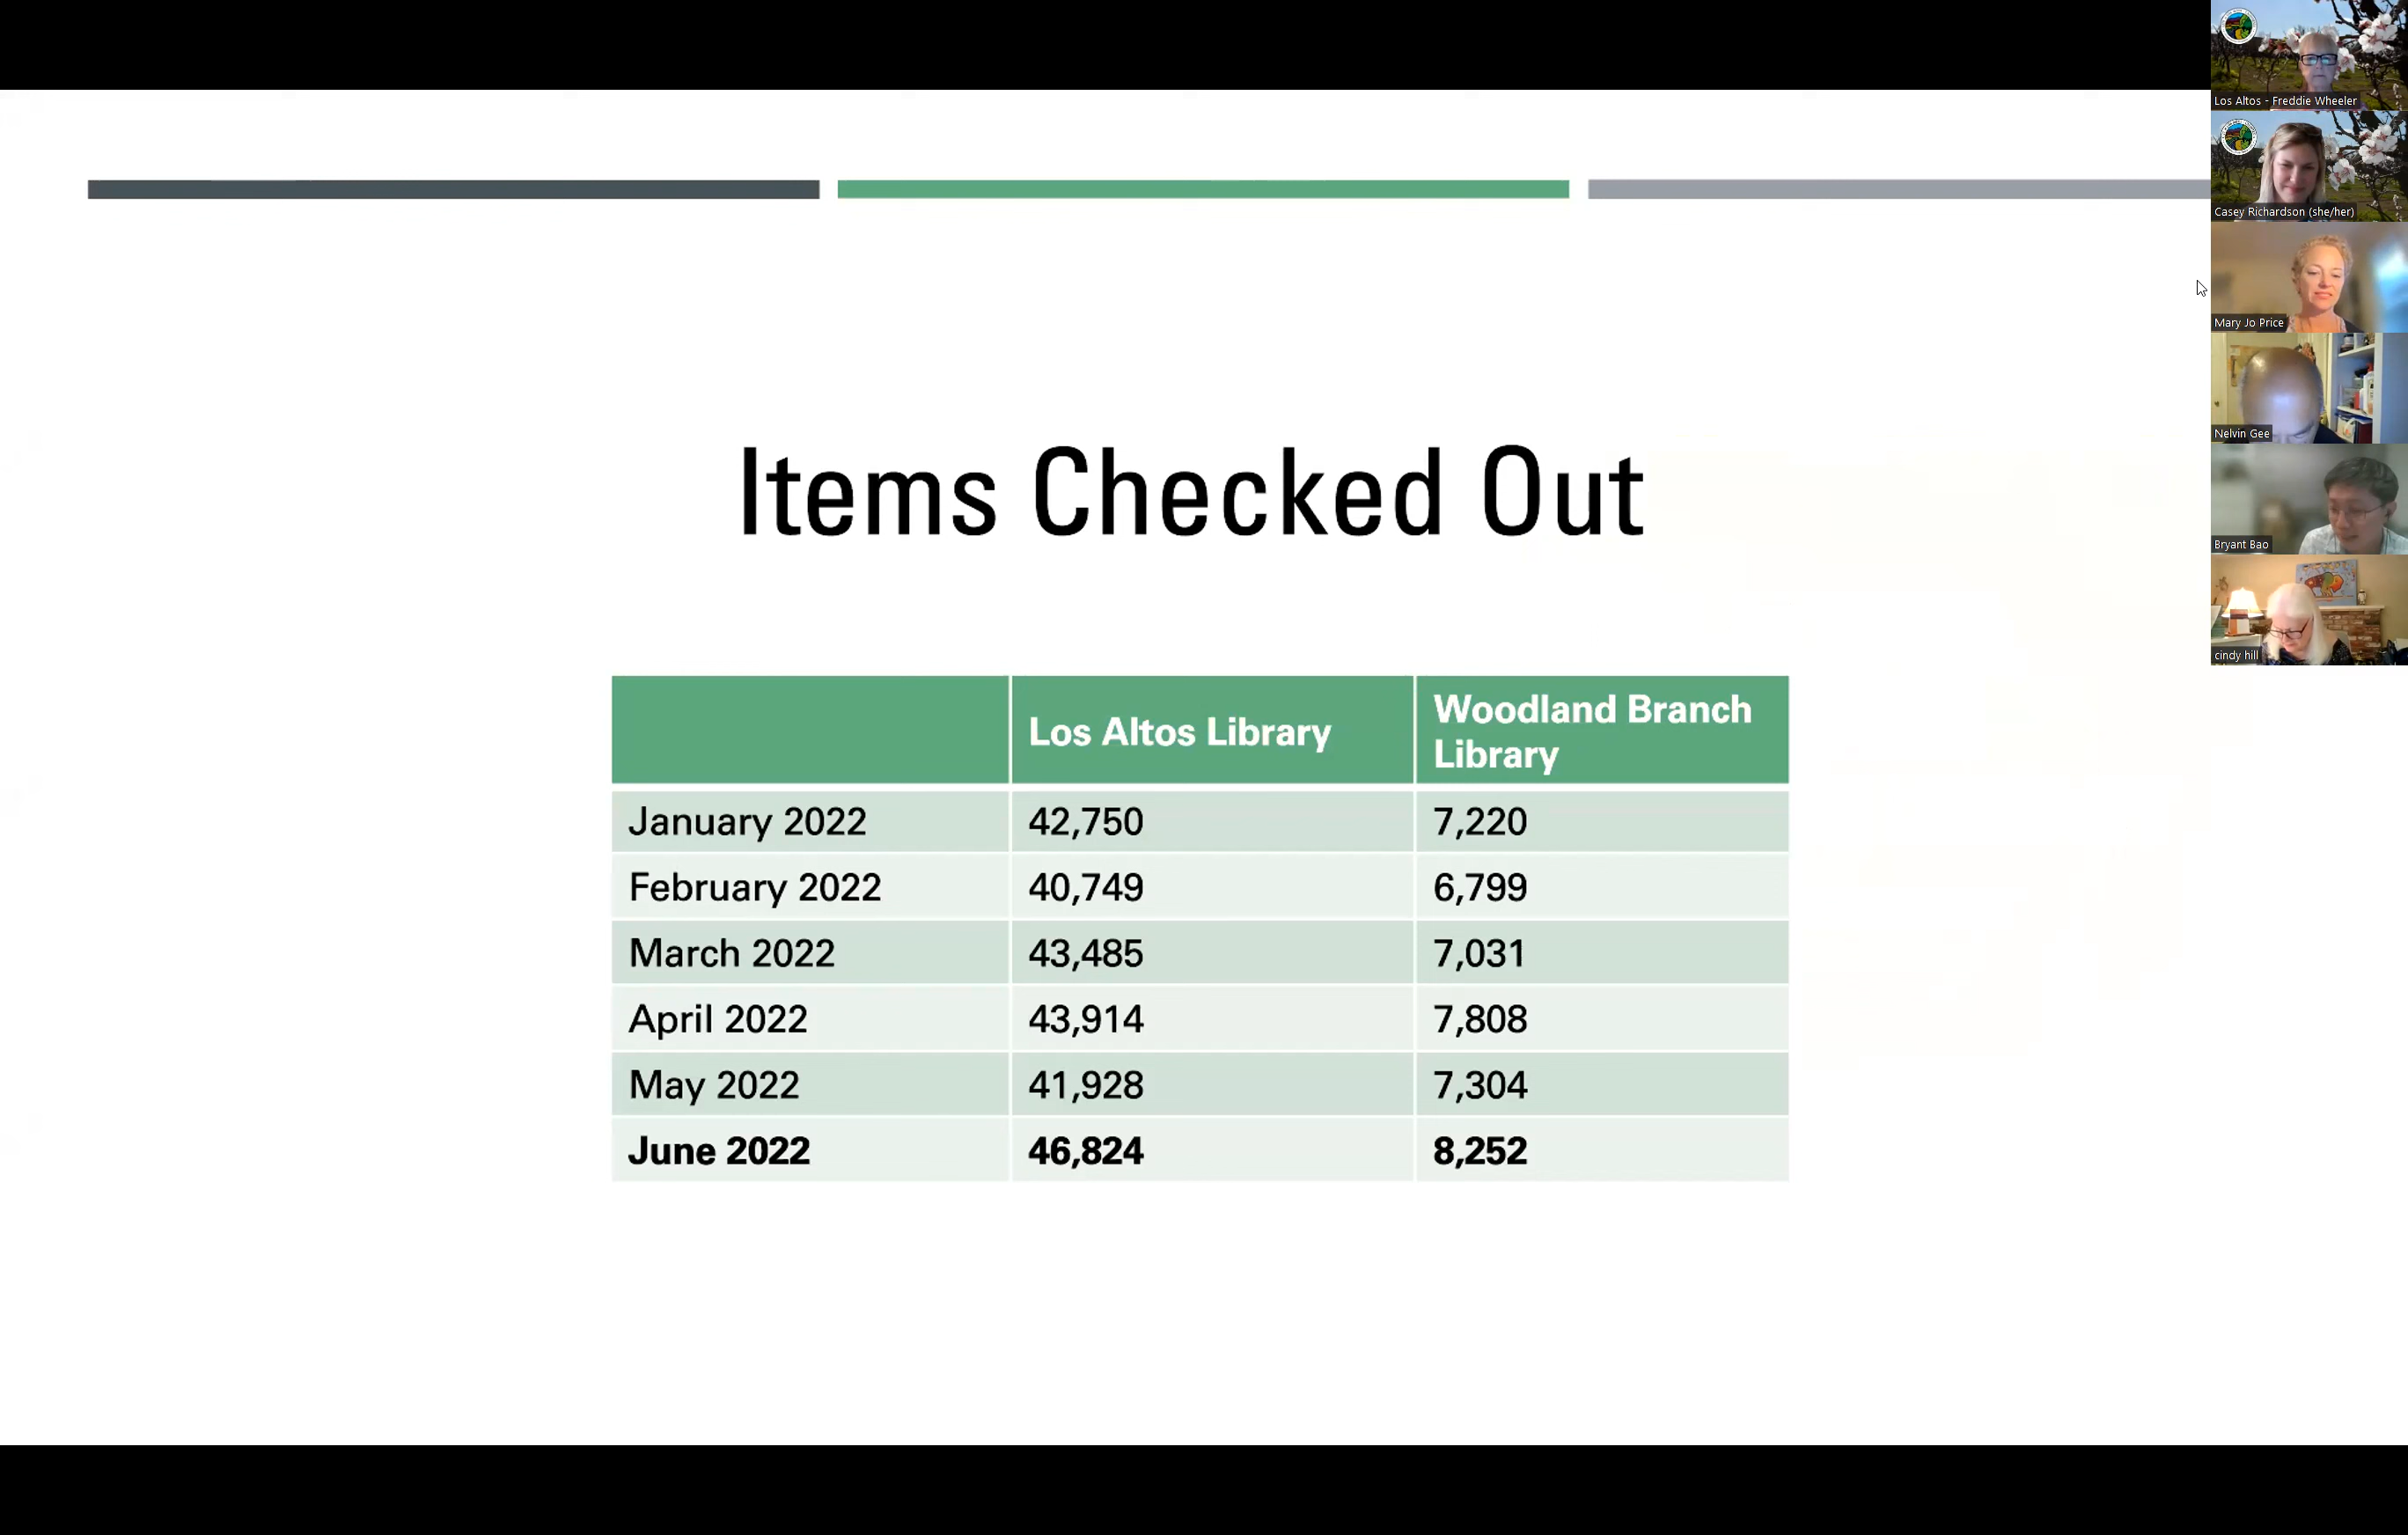 Items Checked Out
Los Altos Library
Woodland Branch
Library
January 2022 42,750 7,220
February 2022 40,749 6,799
March 2022 43,485 7,031
April 2022 43,914 7,808
May 2022 41,928 7,304
June 2022 46,824 8,252
Los Altos - Freddie Wheeler
Casey Richardson (she/her)
Mary Jo Price
Nelvin Gee
Bryant Bao
cindy hill